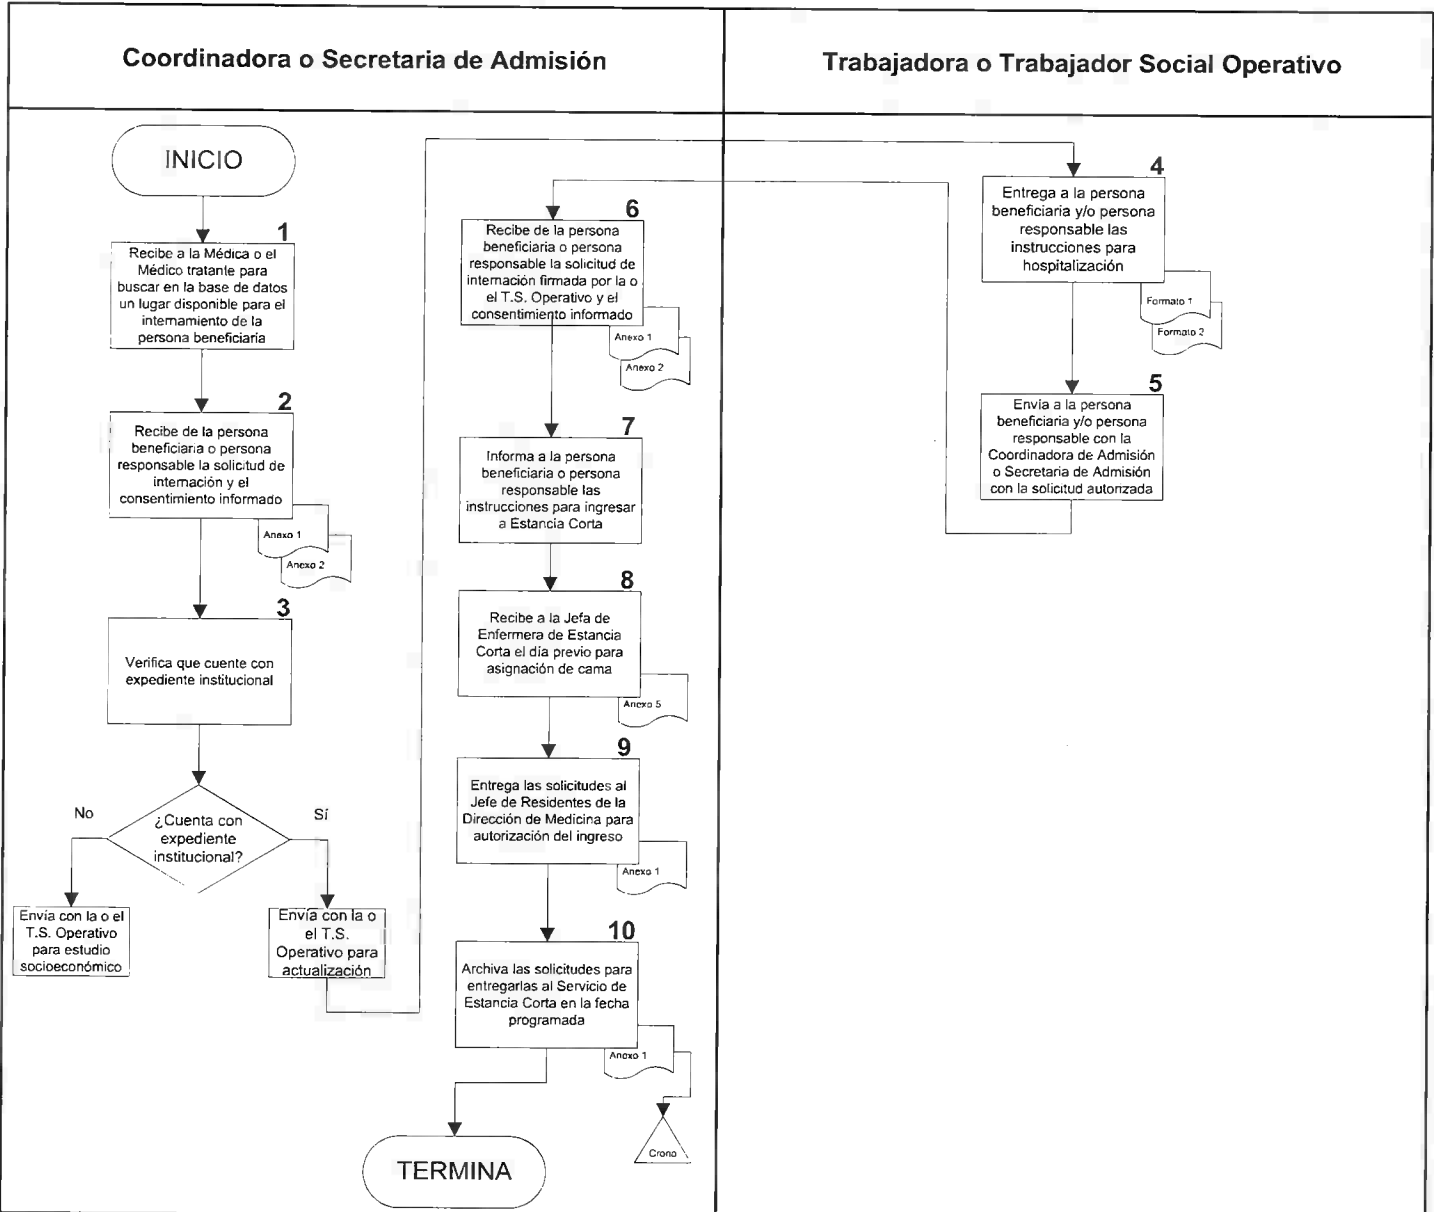 Coordinadora o Secretaria de Admisión
Trabajadora o Trabajador Social Operativo
INICIO
1
Recibe a la Médica o el
Médico tratante para
buscar en la base de datos
un lugar disponible para el
internamiento de la
persona beneficiaria
2
Recibe de la persona
beneficiaria o persona
responsable la solicitud de
internación y el
consentimiento informado
Anexo 1
Anexo 2
3
Verifica que cuente con
expediente institucional
¿Cuenta con
expediente
institucional?
No
Sí
Envía con la o el
T.S. Operativo
para estudio
socioeconómico
Envía con la o
el T.S.
Operativo para
actualización
4
Entrega a la persona
beneficiaria y/o persona
responsable las
instrucciones para
hospitalización
Formato 1
Formato 2
5
Envía a la persona
beneficiaria y/o persona
responsable con la
Coordinadora de Admisión
o Secretaria de Admisión
con la solicitud autorizada
6
Recibe de la persona
beneficiaria o persona
responsable la solicitud de
internación firmada por la o
el T.S. Operativo y el
consentimiento informado
Anexo 1
Anexo 2
7
Informa a la persona
beneficiaria o persona
responsable las
instrucciones para ingresar
a Estancia Corta
8
Recibe a la Jefa de
Enfermera de Estancia
Corta el día previo para
asignación de cama
Anexo 5
9
Entrega las solicitudes al
Jefe de Residentes de la
Dirección de Medicina para
autorización del ingreso
Anexo 1
10
Archiva las solicitudes para
entregarlas al Servicio de
Estancia Corta en la fecha
programada
Anexo 1
Crono
TERMINA